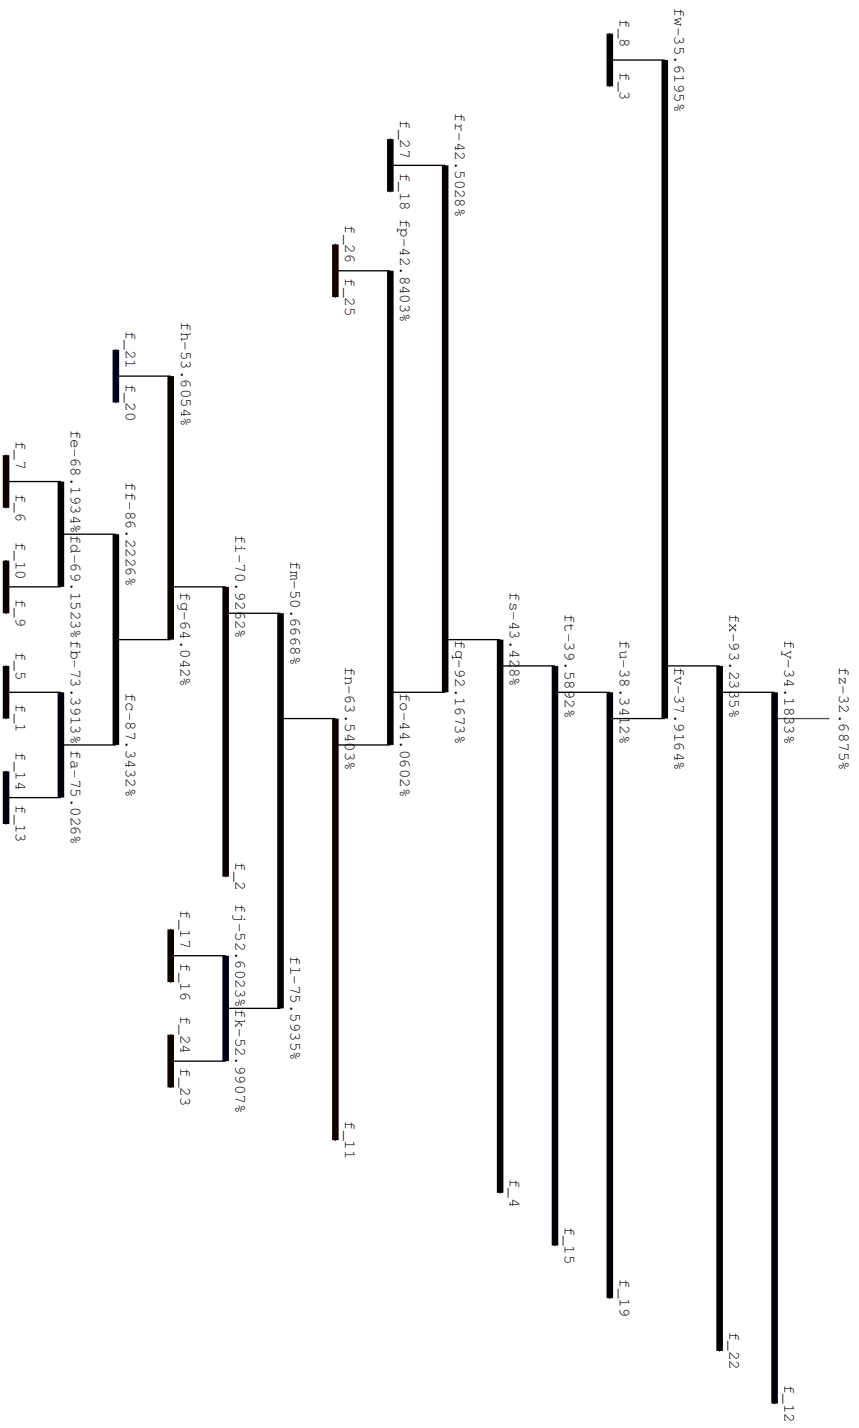 fz-32.6875%
fy-34.1833% f_12
fx-93.2335% f_22
fw-35.6195% fv-37.9164%
f_8 f_3 fu-38.3412% f_19
ft-39.5892% f_15
fs-43.428% f_4
fr-42.5028% fq-92.1673%
f_27 f_18 fp-42.8403% fo-44.0602%
f_26 f_25 fn-63.5403% f_11
fm-50.6668% fl-75.5935%
fi-70.9262% f_2 fj-52.6023% fk-52.9907%
fh-53.6054% fg-64.042% f_17 f_16 f_24 f_23
f_21 f_20 ff-86.2226% fc-87.3432%
fe-68.1934% fd-69.1523% fb-73.3913% fa-75.026%
f_7 f_6 f_10 f_9 f_5 f_1 f_14 f_13